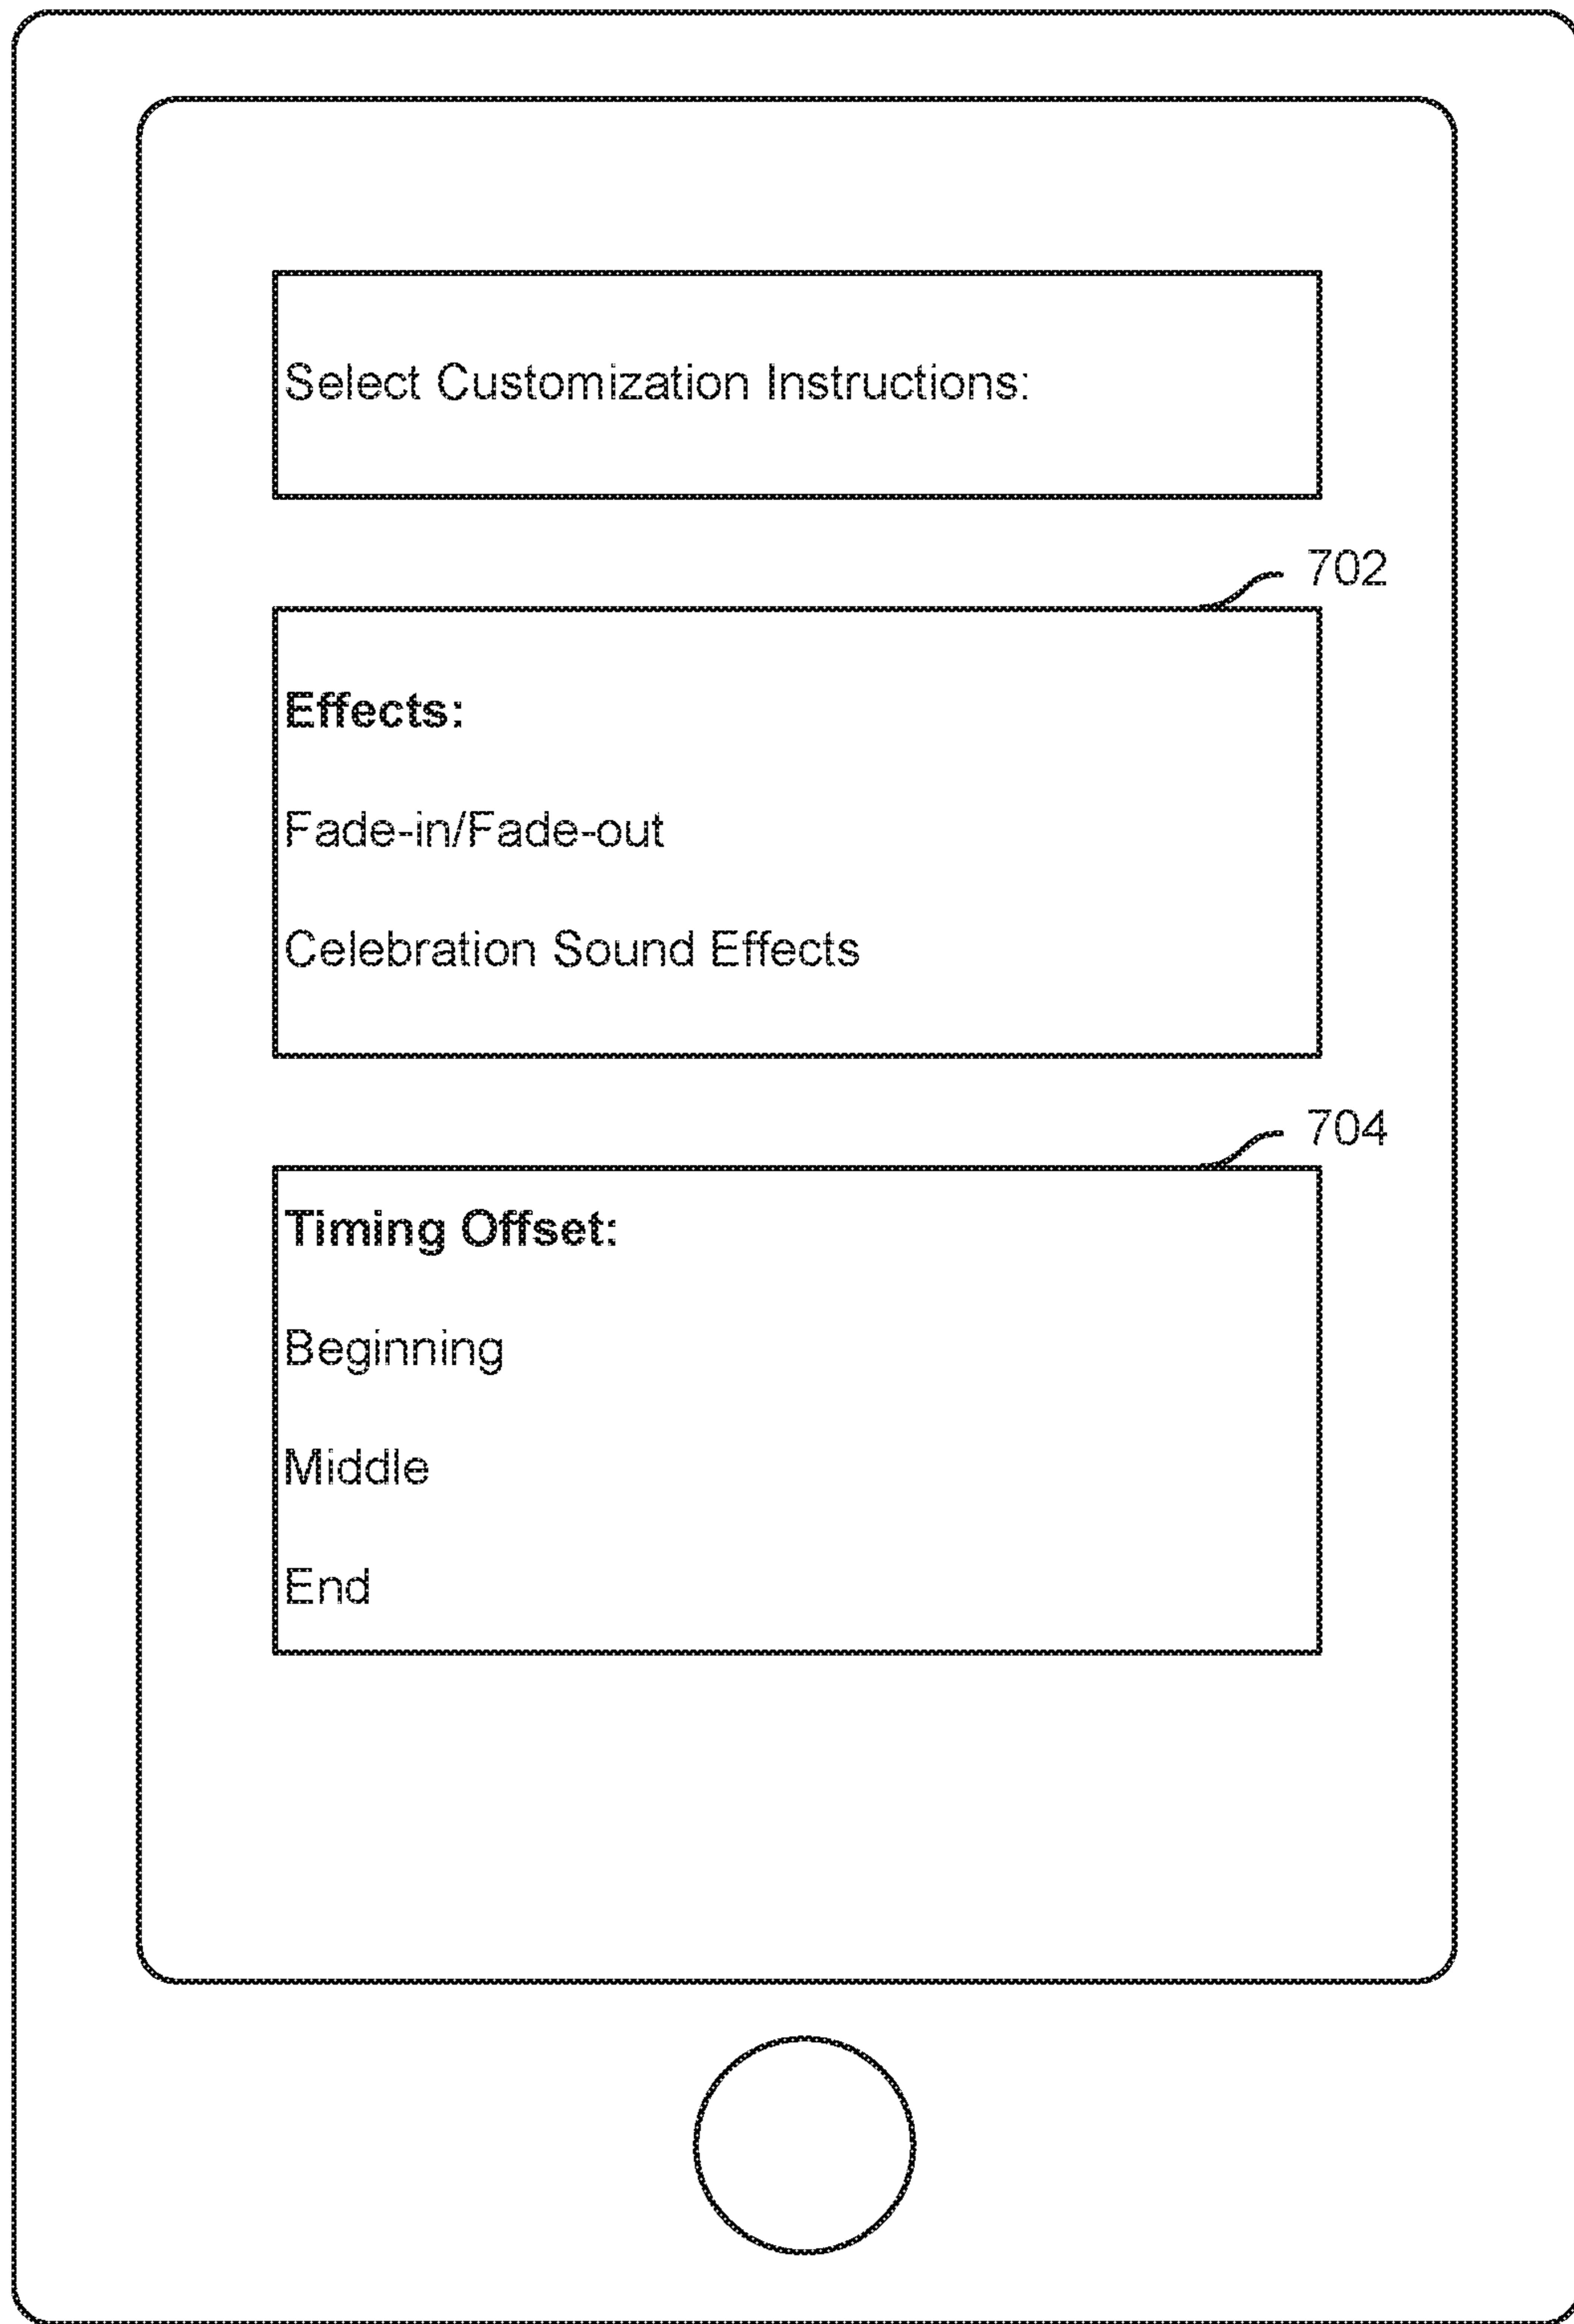 Select Customization Instructions:
702
Effects:
Fade-in/Fade-out
Celebration Sound Effects
704
Timing Offset:
Beginning
Middle
End